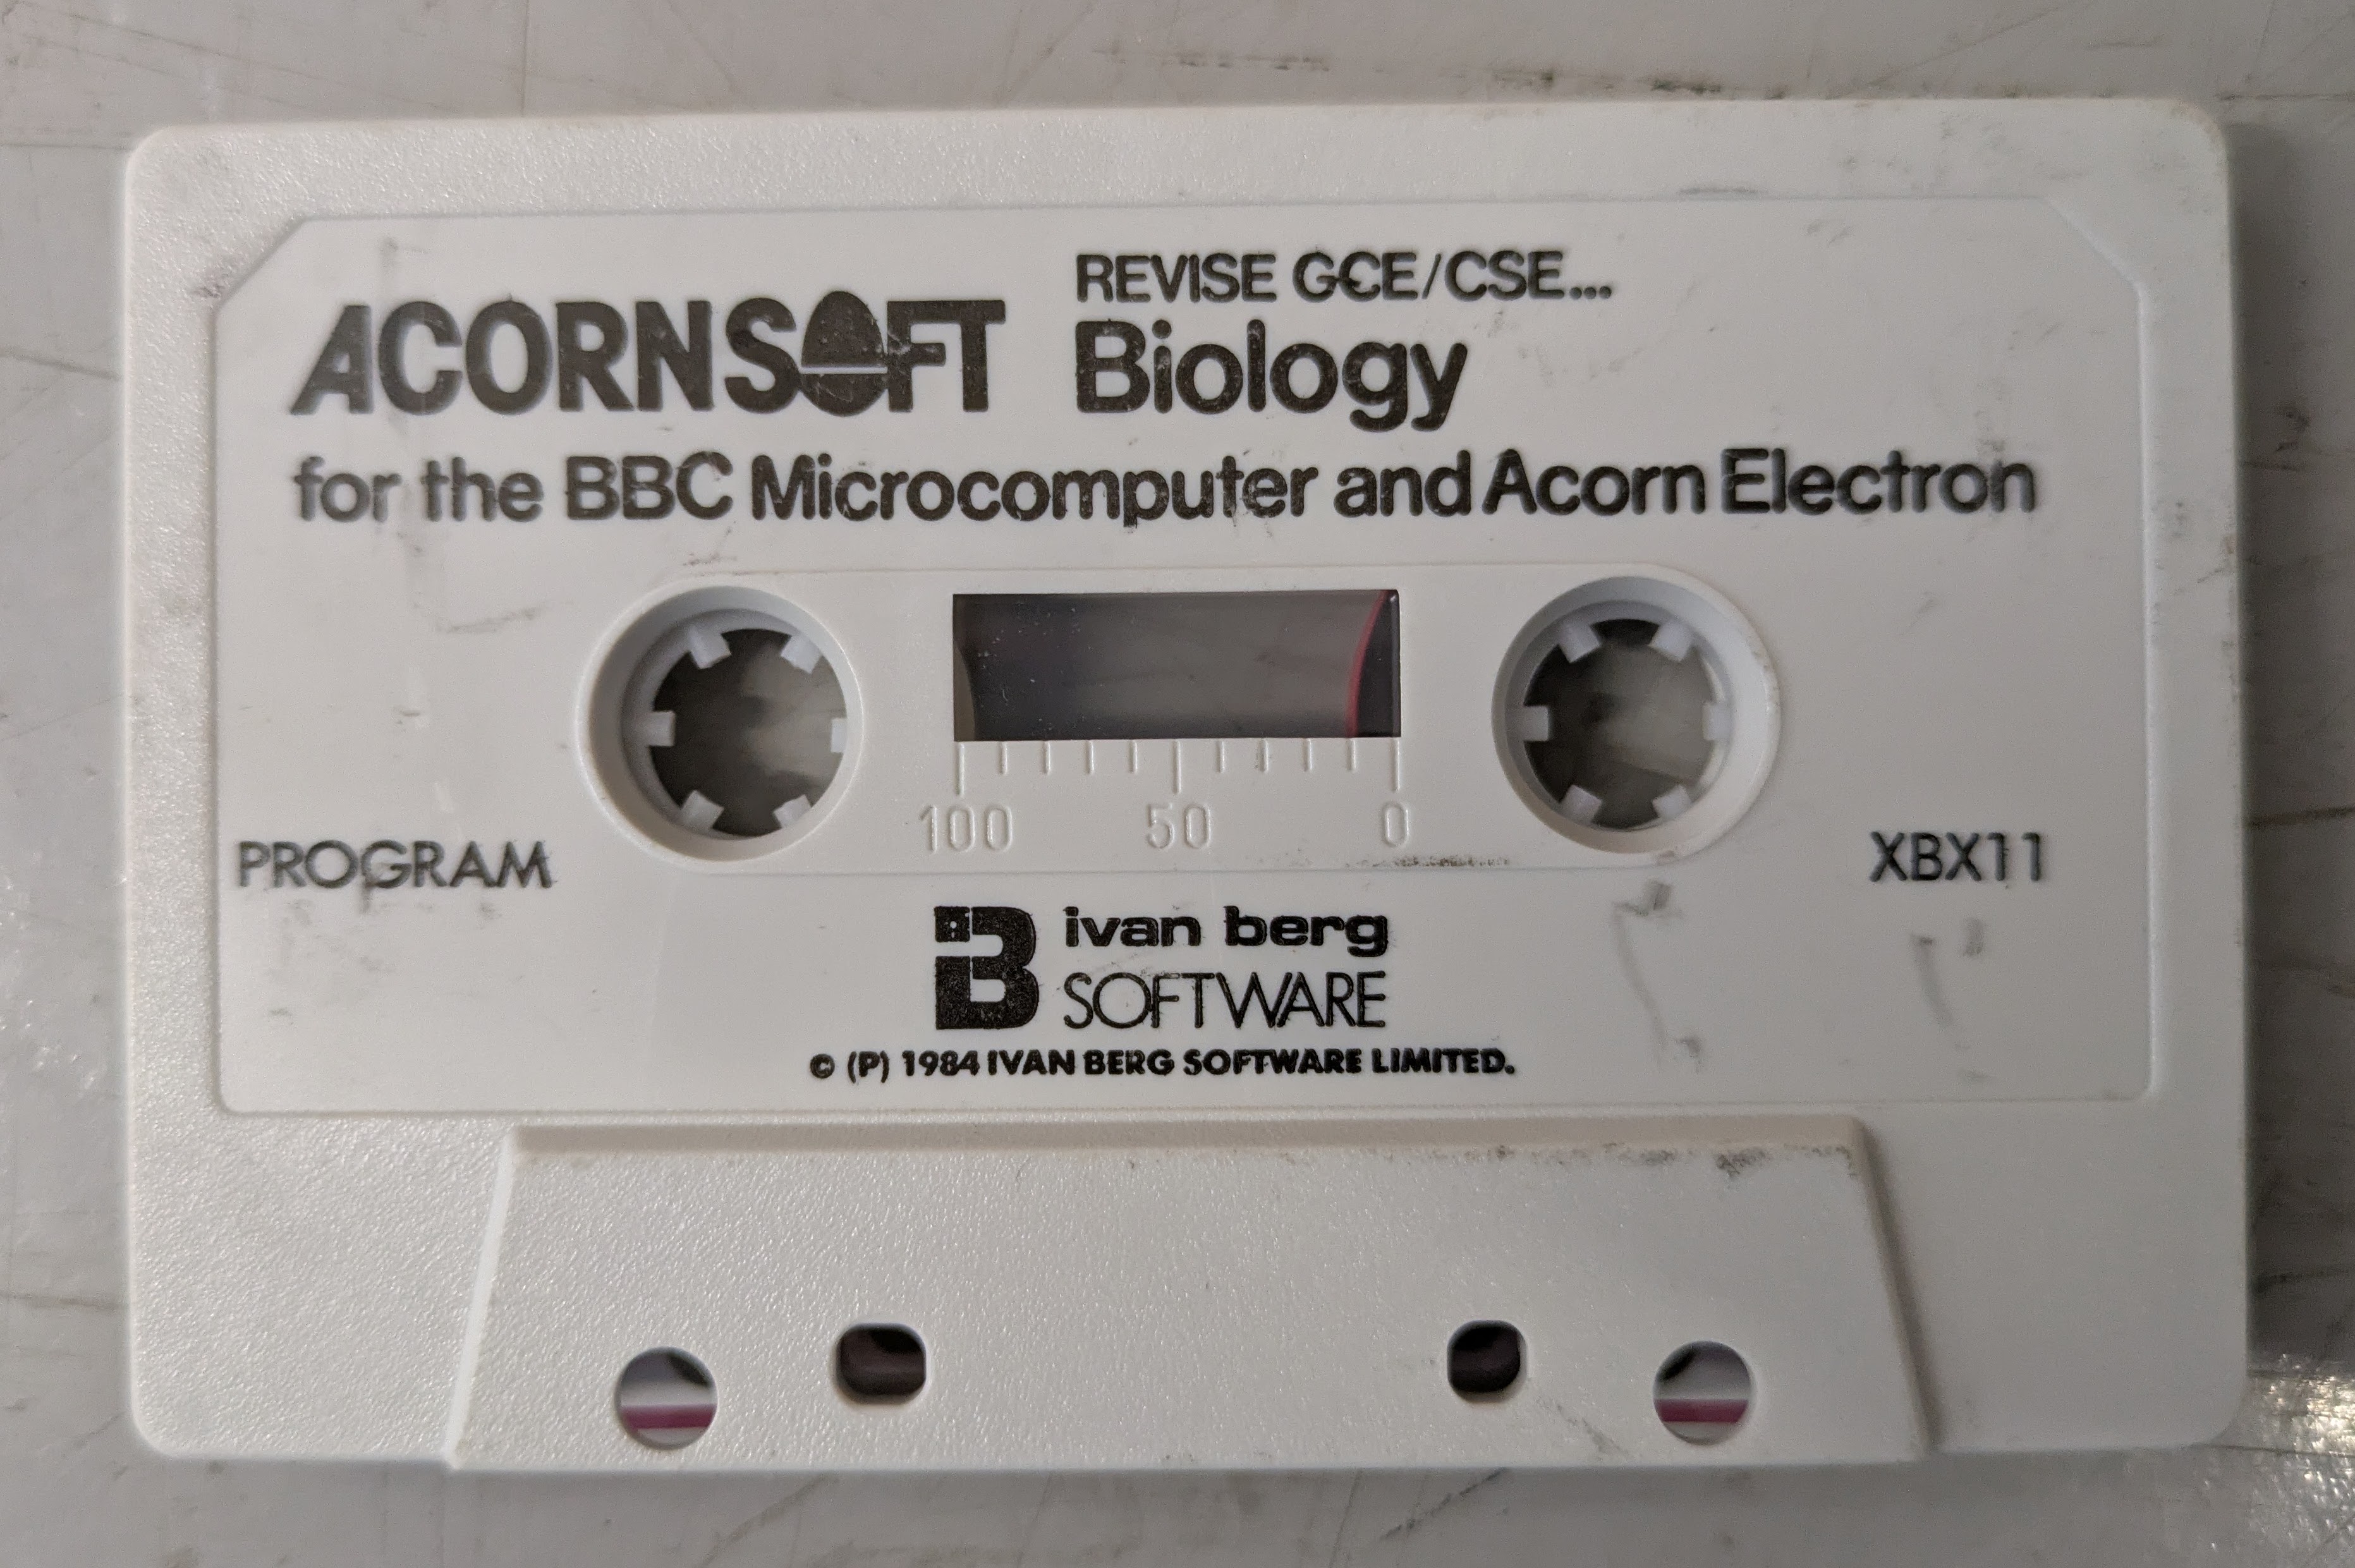 REVISE GCE/CSE...
ACORNSOFT Biology
for the BBC Microcomputer and Acorn Electron
100 50 0
PROGRAM XBX11
ivan berg
SOFTWARE
© (P) 1984 IVAN BERG SOFTWARE LIMITED.